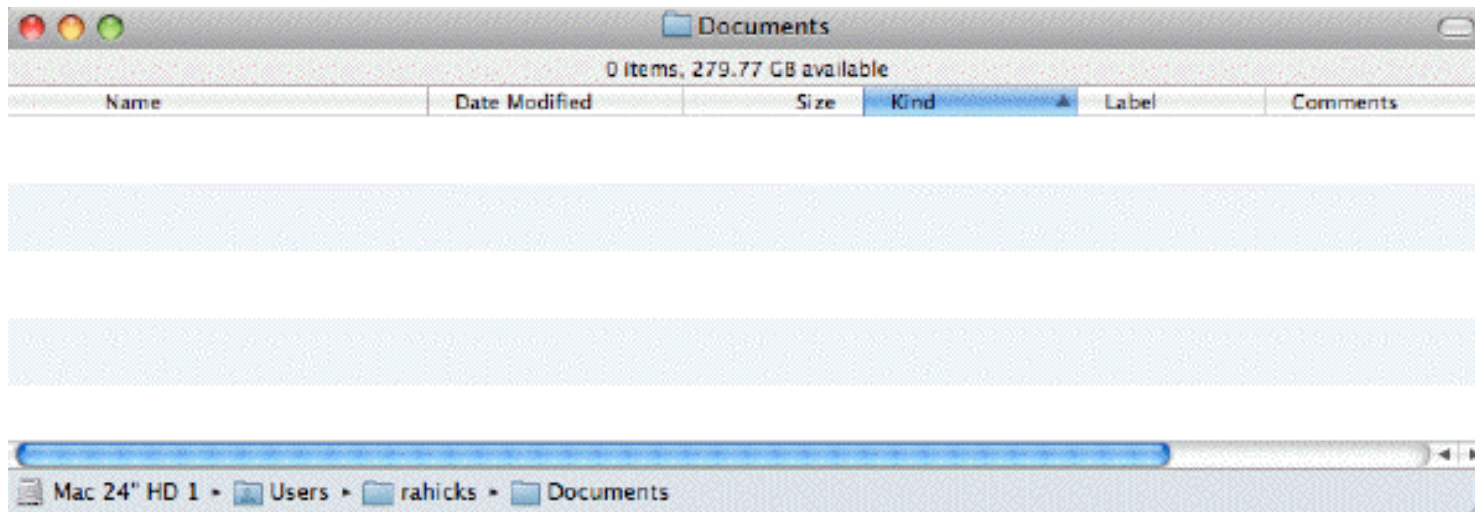 Documents
0 items, 279.77 GB available
Name Date Modified Size Kind Label Comments
Mac 24" HD 1 ▸ Users ▸ rahicks ▸ Documents